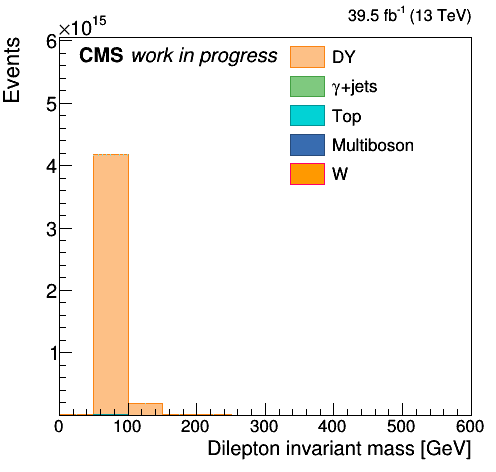 39.5 fb⁻¹ (13 TeV)
×10¹⁵
Events
CMS work in progress
DY
γ+jets
Top
Multiboson
W
6
5
4
3
2
1
0 100 200 300 400 500 600
Dilepton invariant mass [GeV]